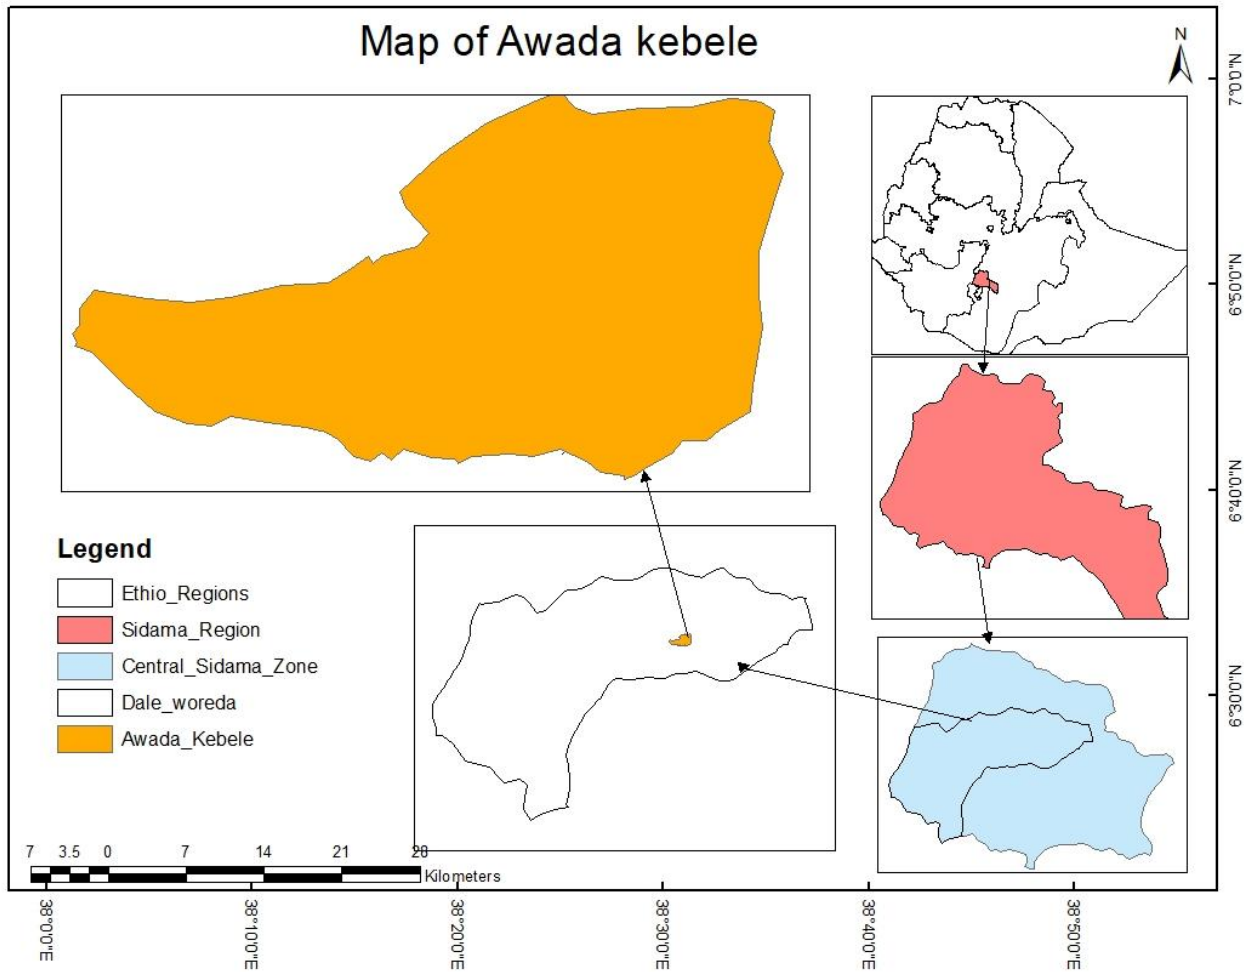 Map of Awada kebele
N
7°0'0"N
6°50'0"N
6°40'0"N
6°30'0"N
Legend
Ethio_Regions
Sidama_Region
Central_Sidama_Zone
Dale_woreda
Awada_Kebele
7 3.5 0 7 14 21 28
Kilometers
38°0'0"E 38°10'0"E 38°20'0"E 38°30'0"E 38°40'0"E 38°50'0"E